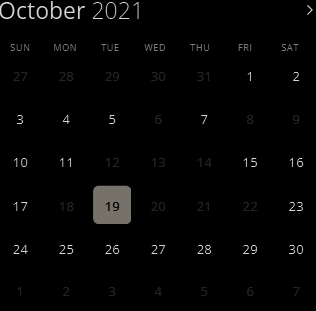 October 2021
SUN MON TUE WED THU FRI SAT
27 28 29 30 31 1 2
3 4 5 6 7 8 9
10 11 12 13 14 15 16
17 18 19 20 21 22 23
24 25 26 27 28 29 30
1 2 3 4 5 6 7